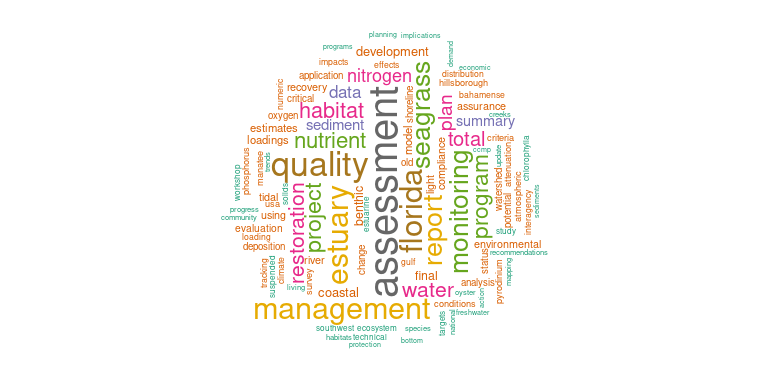 planning implications
programs
development
demand
impacts
effects
economic
application
nitrogen
distribution
numeric
recovery
data
seagrass
hillsborough
critical
habitat
shoreline
plan
bahamense
assurance
oxygen
sediment
creeks
summary
estimates
loadings
nutrient
model
total
criteria
quality
assessment
old
compliance
monitoring
program
ccmp
update
attenuation
chlorophyll
phosphorus
manatee
trends
workshop
florida
light
report
watershed
atmospheric
potential
interagency
sediments
solids
restoration
project
estuary
benthic
estuarine
tidal
usa
progress
community
using
evaluation
loading
deposition
study
environmental
recommendations
river
change
gulf
final
status
analysis
pyrodinium
mapping
tracking
suspended
climate
living
survey
coastal
water
oyster
action
management
conditions
freshwater
targets
national
southwest ecosystem species
habitats technical
protection
bottom